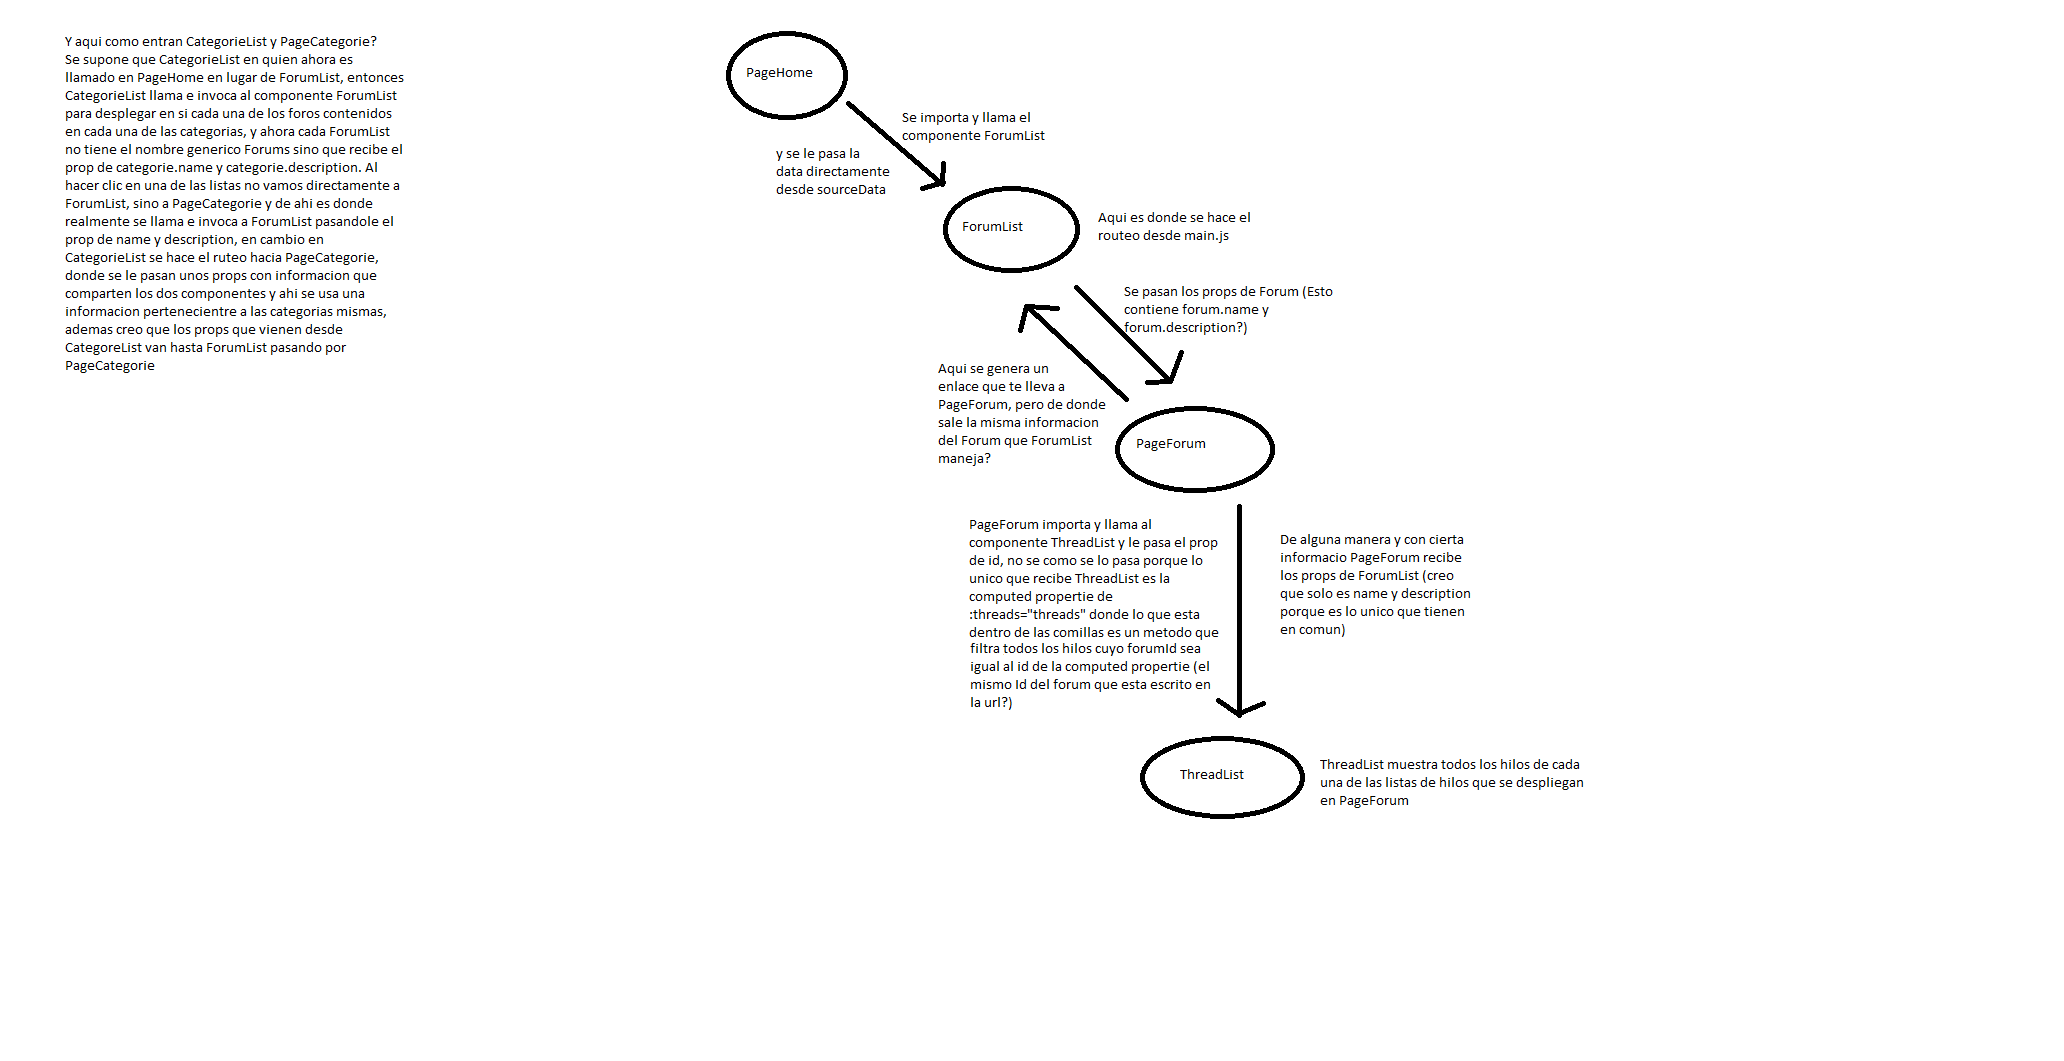 Y aqui como entran CategorieList y PageCategorie?
Se supone que CategorieList en quien ahora es
llamado en PageHome en lugar de ForumList, entonces
CategorieList llama e invoca al componente ForumList
para desplegar en si cada una de los foros contenidos
en cada una de las categorias, y ahora cada ForumList
no tiene el nombre generico Forums sino que recibe el
prop de categorie.name y categorie.description. Al
hacer clic en una de las listas no vamos directamente a
ForumList, sino a PageCategorie y de ahi es donde
realmente se llama e invoca a ForumList pasandole el
prop de name y description, en cambio en
CategorieList se hace el ruteo hacia PageCategorie,
donde se le pasan unos props con informacion que
comparten los dos componentes y ahi se usa una
informacion pertenecientre a las categorias mismas,
ademas creo que los props que vienen desde
CategoreList van hasta ForumList pasando por
PageCategorie
PageHome
Se importa y llama el
componente ForumList
y se le pasa la
data directamente
desde sourceData
ForumList
Aqui es donde se hace el
routeo desde main.js
Se pasan los props de Forum (Esto
contiene forum.name y
forum.description?)
Aqui se genera un
enlace que te lleva a
PageForum, pero de donde
sale la misma informacion
del Forum que ForumList
maneja?
PageForum
PageForum importa y llama al
componente ThreadList y le pasa el prop
de id, no se como se lo pasa porque lo
unico que recibe ThreadList es la
computed propertie de
:threads="threads" donde lo que esta
dentro de las comillas es un metodo que
filtra todos los hilos cuyo forumId sea
igual al id de la computed propertie (el
mismo Id del forum que esta escrito en
la url?)
De alguna manera y con cierta
informacio PageForum recibe
los props de ForumList (creo
que solo es name y description
porque es lo unico que tienen
en comun)
ThreadList
ThreadList muestra todos los hilos de cada
una de las listas de hilos que se despliegan
en PageForum